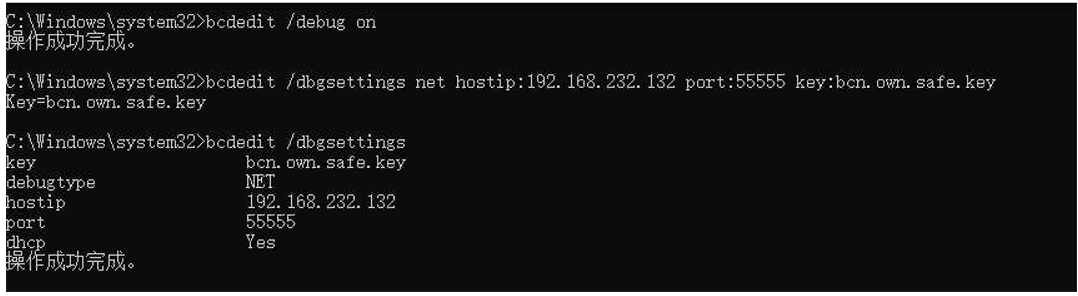 C:\Windows\system32>bcdedit /debug on
操作成功完成。
C:\Windows\system32>bcdedit /dbgsettings net hostip:192.168.232.132 port:55555 key:bcn.own.safe.key
Key=bcn.own.safe.key
C:\Windows\system32>bcdedit /dbgsettings
key bcn.own.safe.key
debugtype NET
hostip 192.168.232.132
port 55555
dhcp Yes
操作成功完成。